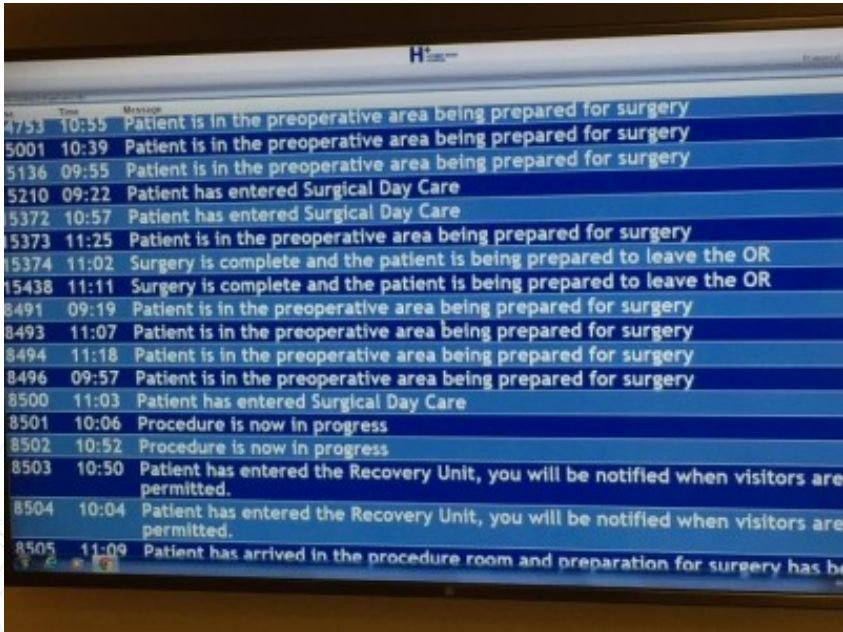 H+
Time Message
4753 10:55 Patient is in the preoperative area being prepared for surgery
5001 10:39 Patient is in the preoperative area being prepared for surgery
5136 09:55 Patient is in the preoperative area being prepared for surgery
5210 09:22 Patient has entered Surgical Day Care
15372 10:57 Patient has entered Surgical Day Care
15373 11:25 Patient is in the preoperative area being prepared for surgery
15374 11:02 Surgery is complete and the patient is being prepared to leave the OR
15438 11:11 Surgery is complete and the patient is being prepared to leave the OR
8491 09:19 Patient is in the preoperative area being prepared for surgery
8493 11:07 Patient is in the preoperative area being prepared for surgery
8494 11:18 Patient is in the preoperative area being prepared for surgery
8496 09:57 Patient is in the preoperative area being prepared for surgery
8500 11:03 Patient has entered Surgical Day Care
8501 10:06 Procedure is now in progress
8502 10:52 Procedure is now in progress
8503 10:50 Patient has entered the Recovery Unit, you will be notified when visitors are
permitted.
8504 10:04 Patient has entered the Recovery Unit, you will be notified when visitors are
permitted.
8505 11:09 Patient has arrived in the procedure room and preparation for surgery has be